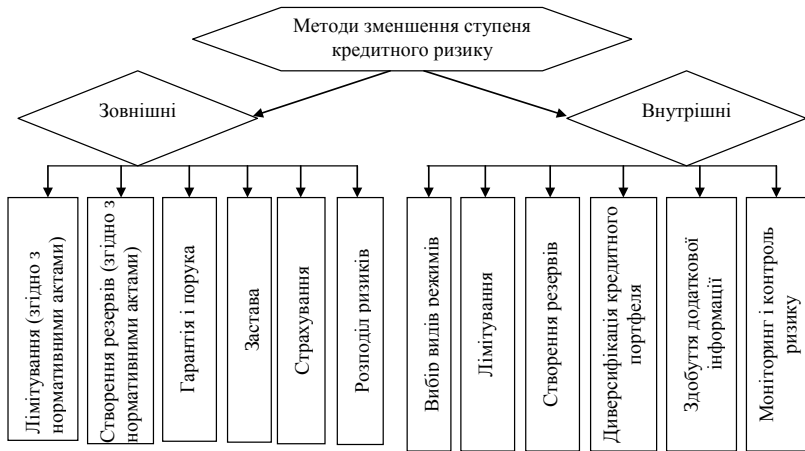 Методи зменшення ступеня
кредитного ризику
Зовнішні
Внутрішні
Лімітування (згідно з
нормативними актами)
Створення резервів (згідно з
нормативними актами)
Гарантія і порука
Застава
Страхування
Розподіл ризиків
Вибір видів режимів
Лімітування
Створення резервів
Диверсифікація кредитного
портфеля
Здобуття додаткової
інформації
Моніторинг і контроль
ризику